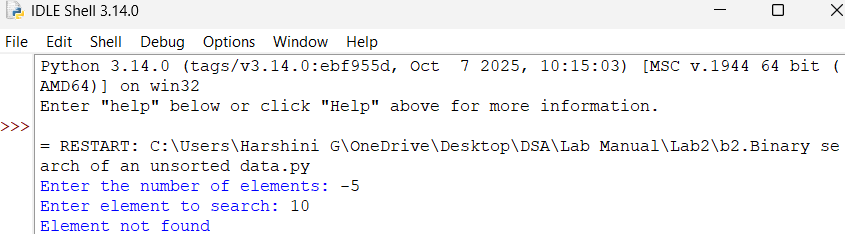 IDLE Shell 3.14.0
File Edit Shell Debug Options Window Help
Python 3.14.0 (tags/v3.14.0:ebf955d, Oct  7 2025, 10:15:03) [MSC v.1944 64 bit (
AMD64)] on win32
Enter "help" below or click "Help" above for more information.
>>>
= RESTART: C:\Users\Harshini G\OneDrive\Desktop\DSA\Lab Manual\Lab2\b2.Binary se
arch of an unsorted data.py
Enter the number of elements: -5
Enter element to search: 10
Element not found